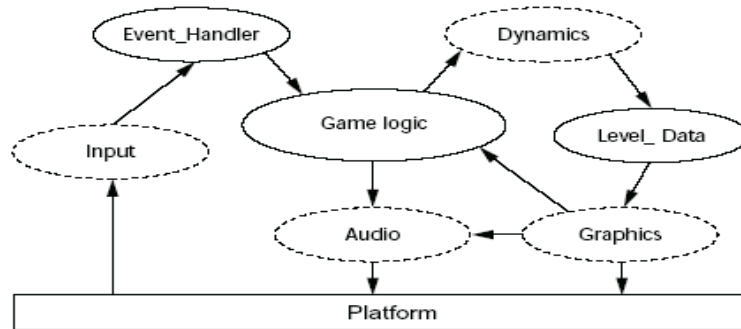 Event_Handler
Dynamics
Game logic
Level_ Data
Input
Audio
Graphics
Platform